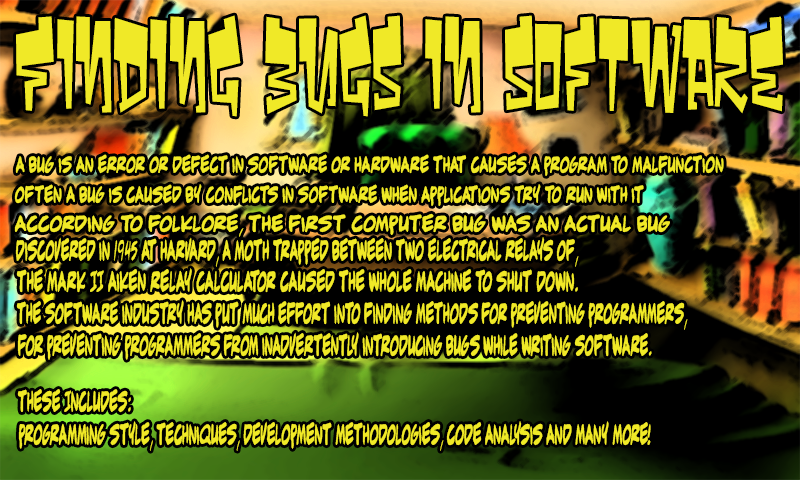 FINDING BUGS IN SOFTWARE
A BUG IS AN ERROR OR DEFECT IN SOFTWARE OR HARDWARE THAT CAUSES A PROGRAM TO MALFUNCTION
OFTEN A BUG IS CAUSED BY CONFLICTS IN SOFTWARE WHEN APPLICATIONS TRY TO RUN WITH IT
ACCORDING TO FOLKLORE, THE FIRST COMPUTER BUG WAS AN ACTUAL BUG
DISCOVERED IN 1945 AT HARVARD, A MOTH TRAPPED BETWEEN TWO ELECTRICAL RELAYS OF,
THE MARK II AIKEN RELAY CALCULATOR CAUSED THE WHOLE MACHINE TO SHUT DOWN.
THE SOFTWARE INDUSTRY HAS PUT MUCH EFFORT INTO FINDING METHODS FOR PREVENTING PROGRAMMERS,
FOR PREVENTING PROGRAMMERS FROM INADVERTENTLY INTRODUCING BUGS WHILE WRITING SOFTWARE.
THESE INCLUDES:
PROGRAMMING STYLE, TECHNIQUES, DEVELOPMENT METHODOLOGIES, CODE ANALYSIS AND MANY MORE!